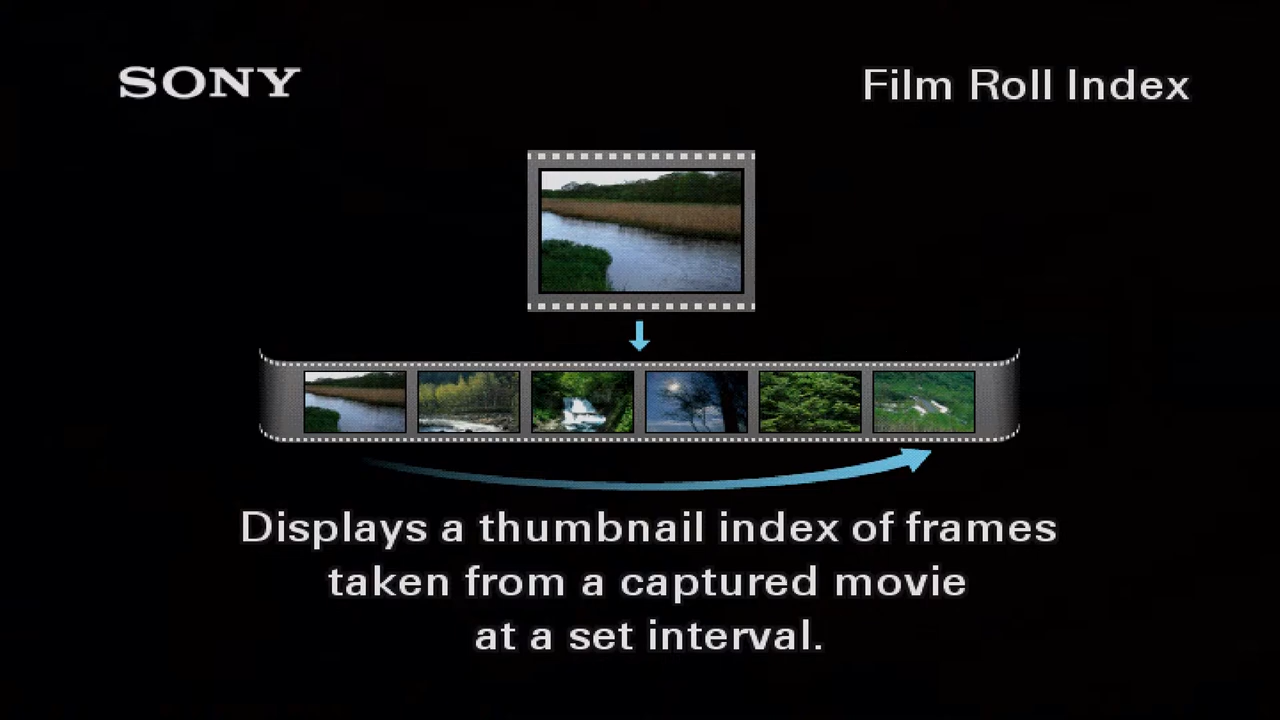 SONY
Film Roll Index
Displays a thumbnail index of frames
taken from a captured movie
at a set interval.